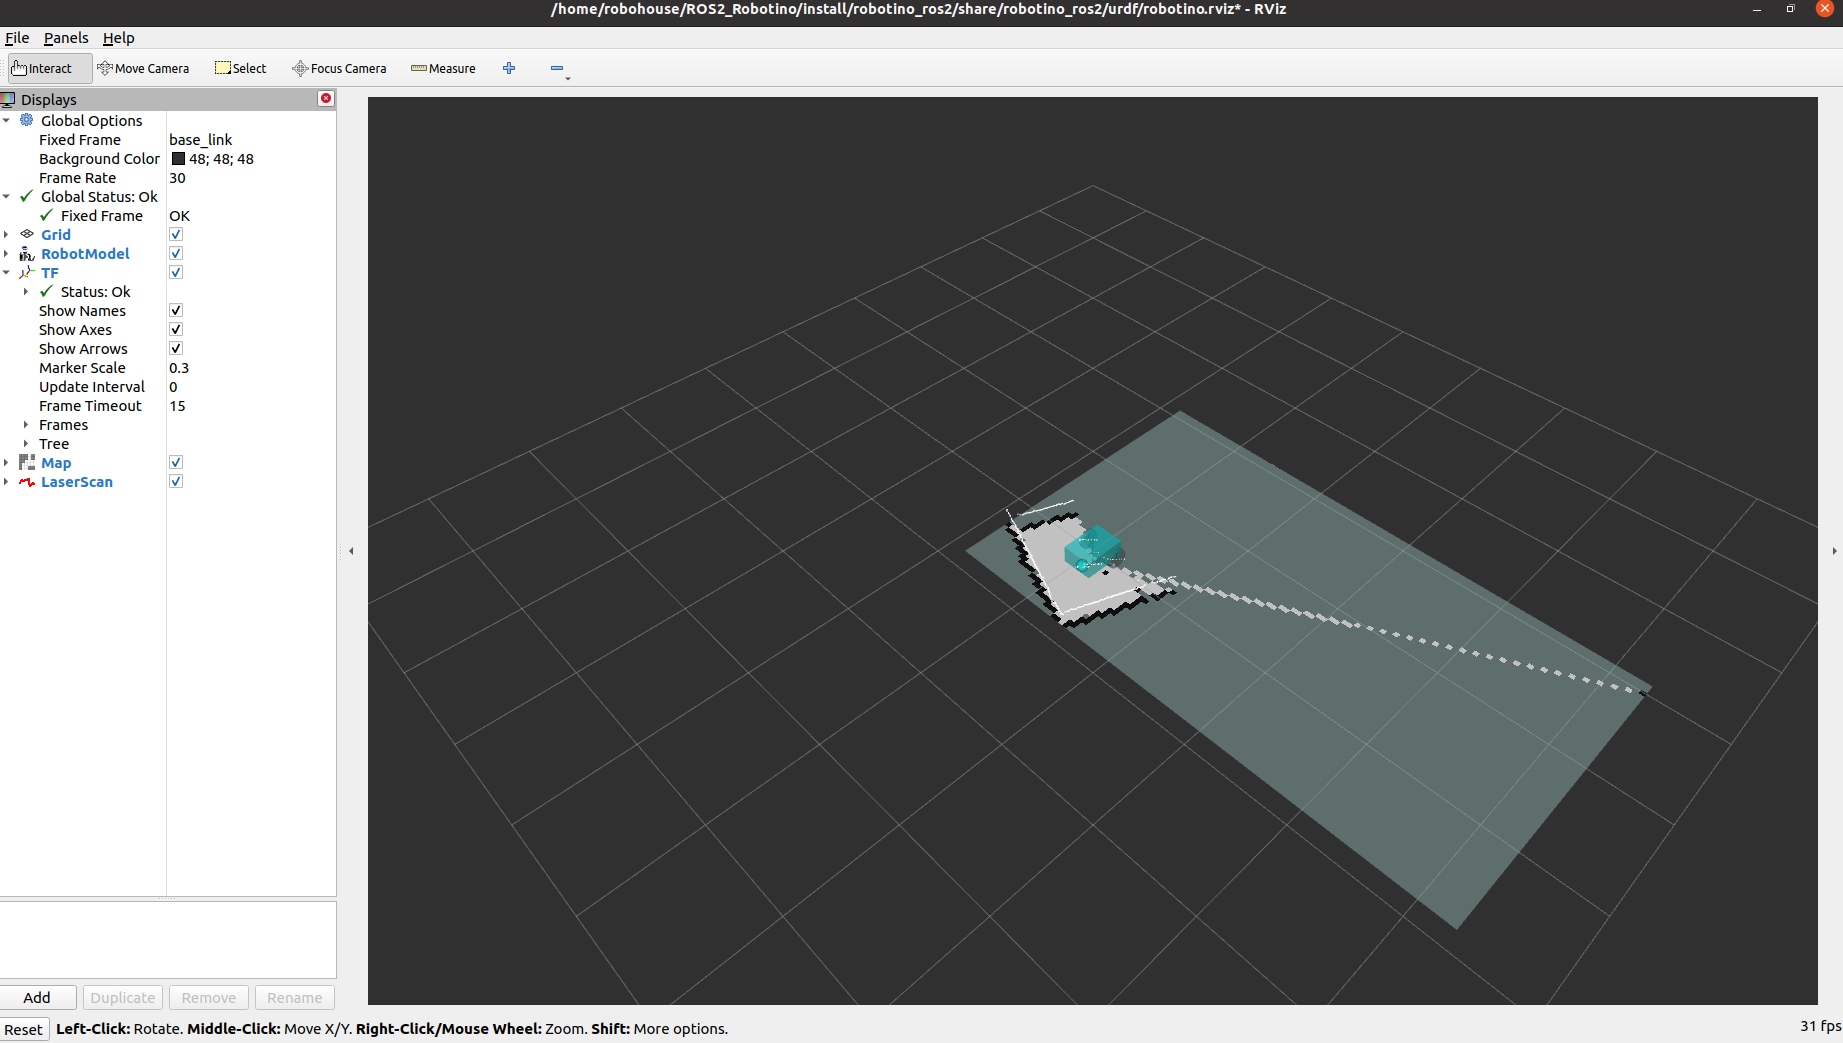 /home/robohouse/ROS2_Robotino/install/robotino_ros2/share/robotino_ros2/urdf/robotino.rviz* - RViz
File Panels Help
Interact Move Camera Select Focus Camera Measure
Displays
Global Options
Fixed Frame base_link
Background Color 48; 48; 48
Frame Rate 30
Global Status: Ok
Fixed Frame OK
Grid
RobotModel
TF
Status: Ok
Show Names
Show Axes
Show Arrows
Marker Scale 0.3
Update Interval 0
Frame Timeout 15
Frames
Tree
Map
LaserScan
Add Duplicate Remove Rename
Reset Left-Click: Rotate. Middle-Click: Move X/Y. Right-Click/Mouse Wheel: Zoom. Shift: More options. 31 fps